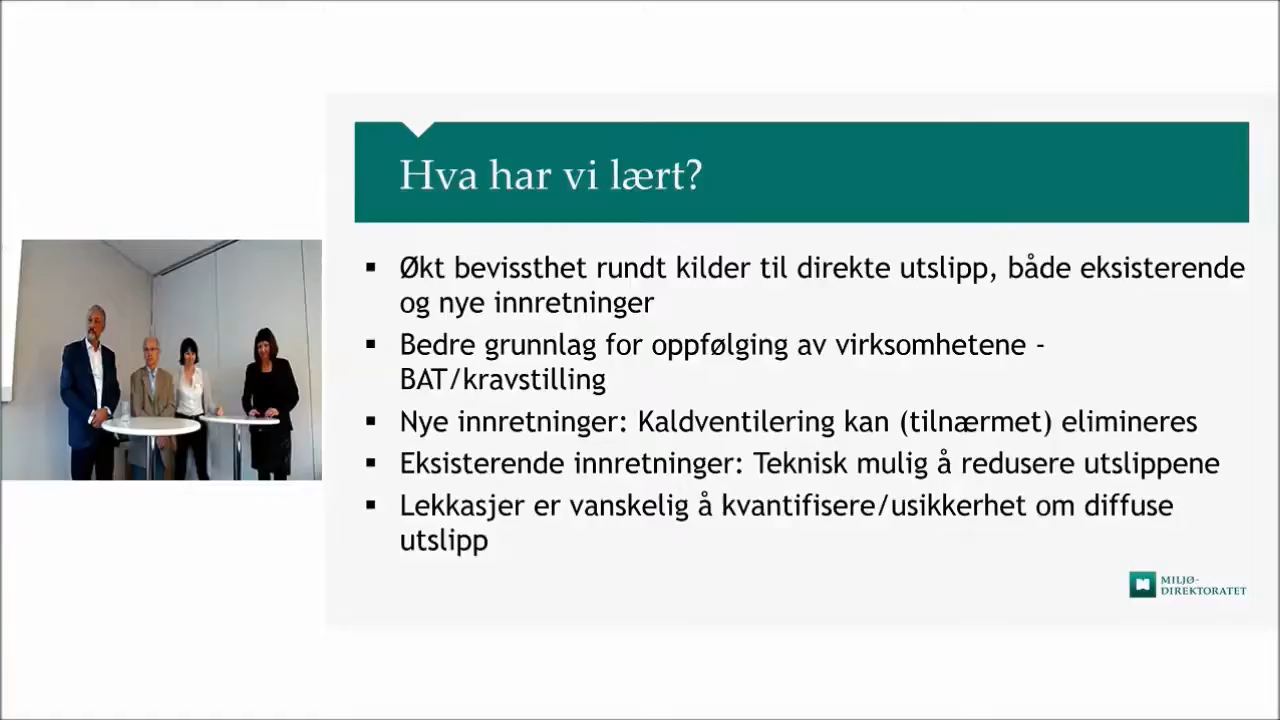 Hva har vi lært?
Økt bevissthet rundt kilder til direkte utslipp, både eksisterende
og nye innretninger
Bedre grunnlag for oppfølging av virksomhetene -
BAT/kravstilling
Nye innretninger: Kaldventilering kan (tilnærmet) elimineres
Eksisterende innretninger: Teknisk mulig å redusere utslippene
Lekkasjer er vanskelig å kvantifisere/usikkerhet om diffuse
utslipp
MILJØ-
DIREKTORATET